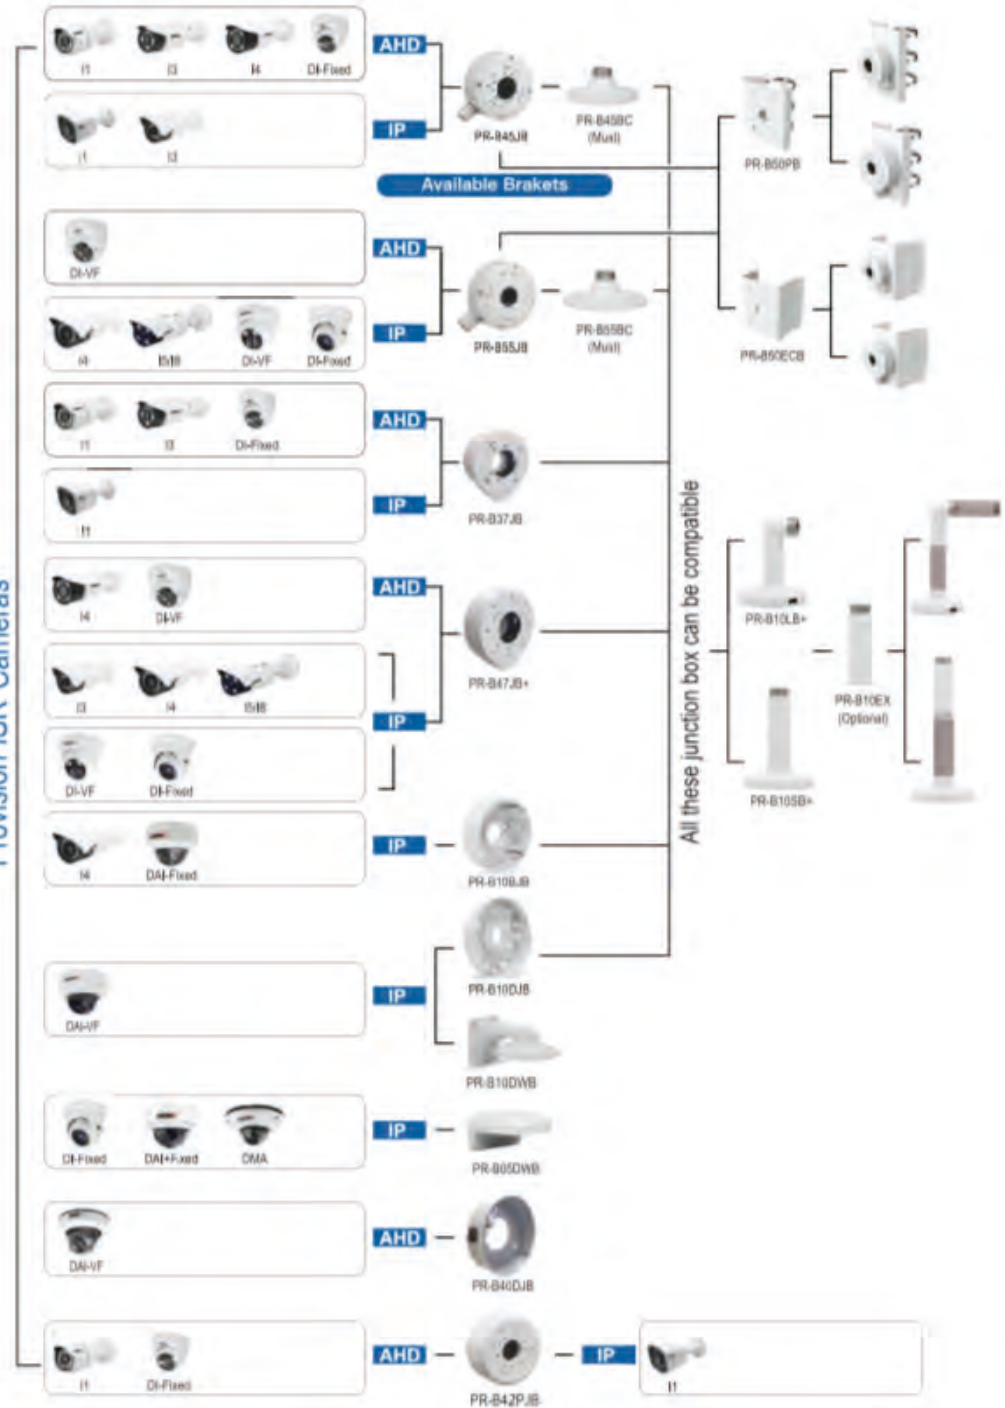 AHD
I1
I3
I4
DI-Fixed
IP
I1
I3
PR-B45JB
PR-B45BC
(Must)
PR-B50PB
Available Brakets
AHD
DI-VF
IP
I4
I5/I8
DI-VF
DI-Fixed
PR-B55JB
PR-B55BC
(Must)
PR-B50ECB
AHD
I1
I3
DI-Fixed
IP
I1
PR-B37JB
AHD
I4
DI-VF
PR-B47JB+
I3
I4
I5/I8
IP
DI-VF
DI-Fixed
All these junction box can be compatible
PR-B10LB+
PR-B10EX
(Optional)
PR-B10SB+
IP
I4
DAI-Fixed
PR-B10BJB
PR-B10DJB
IP
DAI-VF
PR-B10DWB
IP
DI-Fixed
DAI+Fixed
DMA
PR-B05DWB
AHD
DAI-VF
PR-B40DJB
AHD
I1
DI-Fixed
PR-B42PJB
IP
I1